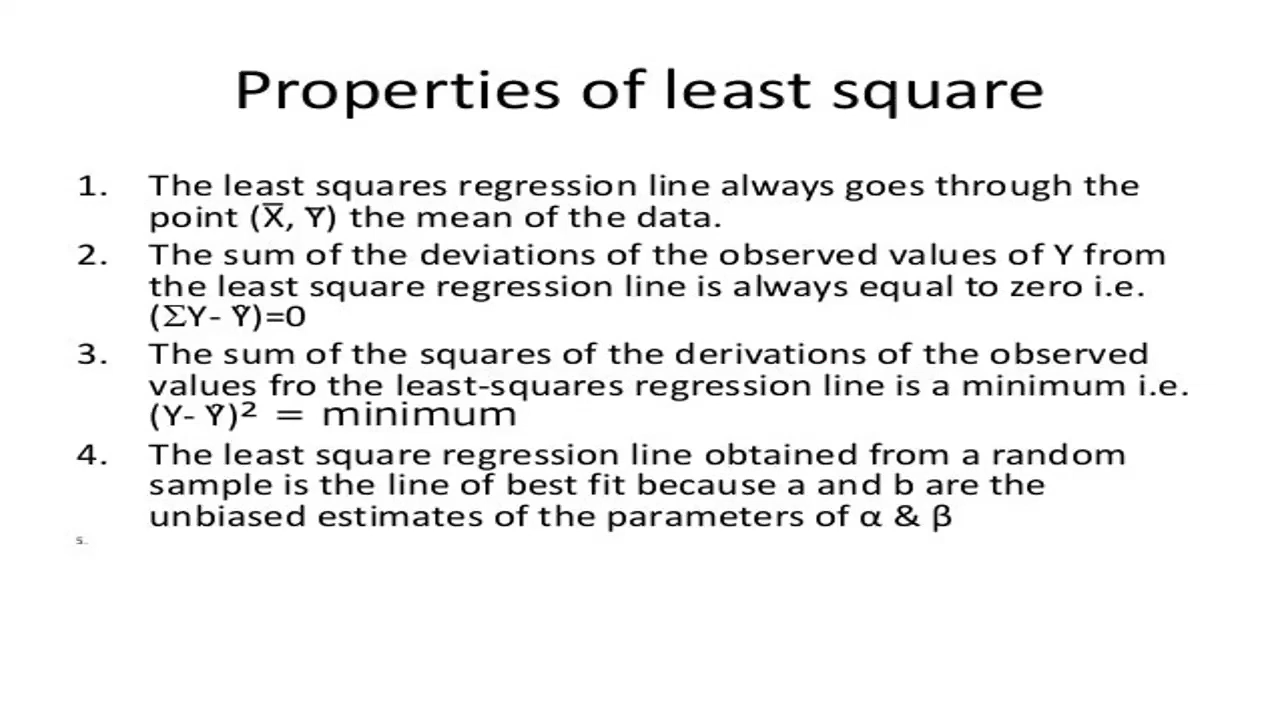 Properties of least square
1. The least squares regression line always goes through the
point (X̅, Y̅) the mean of the data.
2. The sum of the deviations of the observed values of Y from
the least square regression line is always equal to zero i.e.
(ΣY- Ŷ)=0
3. The sum of the squares of the derivations of the observed
values fro the least-squares regression line is a minimum i.e.
(Y- Ŷ)² = minimum
4. The least square regression line obtained from a random
sample is the line of best fit because a and b are the
unbiased estimates of the parameters of α & β
5.